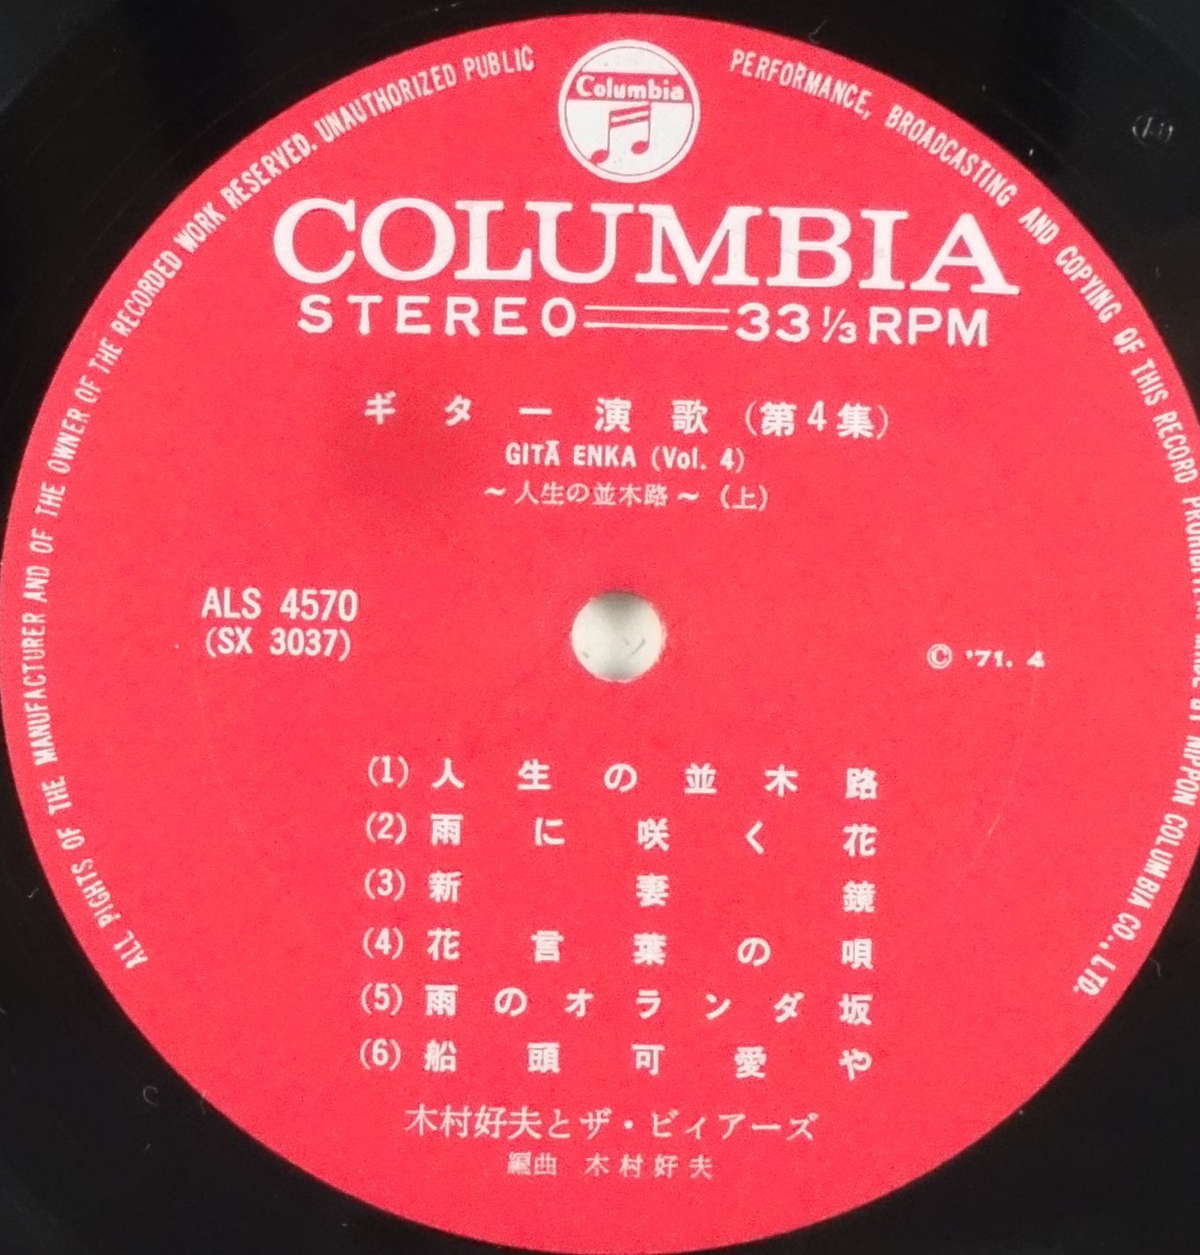 Columbia
COLUMBIA
STEREO 33 1/3 RPM
ギター演歌 (第4集)
GITĀ ENKA (Vol. 4)
~人生の並木路~ (上)
ALS 4570
(SX 3037)
© '71. 4
(1) 人生の並木路
(2) 雨に咲く花
(3) 新妻鏡
(4) 花言葉の唄
(5) 雨のオランダ坂
(6) 船頭可愛や
木村好夫とザ・ビィアーズ
編曲 木村好夫
ALL RIGHTS OF THE MANUFACTURER AND OF THE OWNER OF THE RECORDED WORK RESERVED. UNAUTHORIZED PUBLIC PERFORMANCE, BROADCASTING AND COPYING OF THIS RECORD NIPPON COLUMBIA CO., LTD.